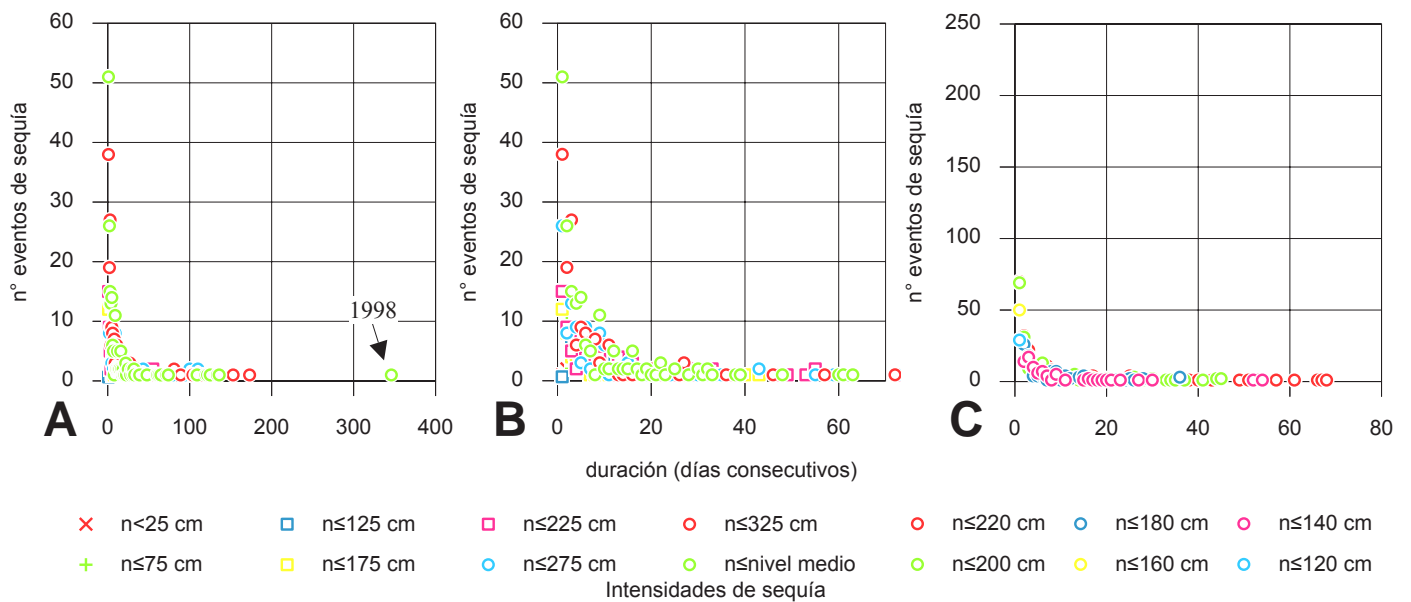 60
50
40
30
20
10
0
n° eventos de sequía
1998
A
0 100 200 300 400
60
50
40
30
20
10
0
n° eventos de sequía
B
0 20 40 60
250
200
150
100
50
0
n° eventos de sequía
C
0 20 40 60 80
duración (días consecutivos)
n<25 cm n≤125 cm n≤225 cm n≤325 cm n≤220 cm n≤180 cm n≤140 cm
n≤75 cm n≤175 cm n≤275 cm n≤nivel medio n≤200 cm n≤160 cm n≤120 cm
Intensidades de sequía